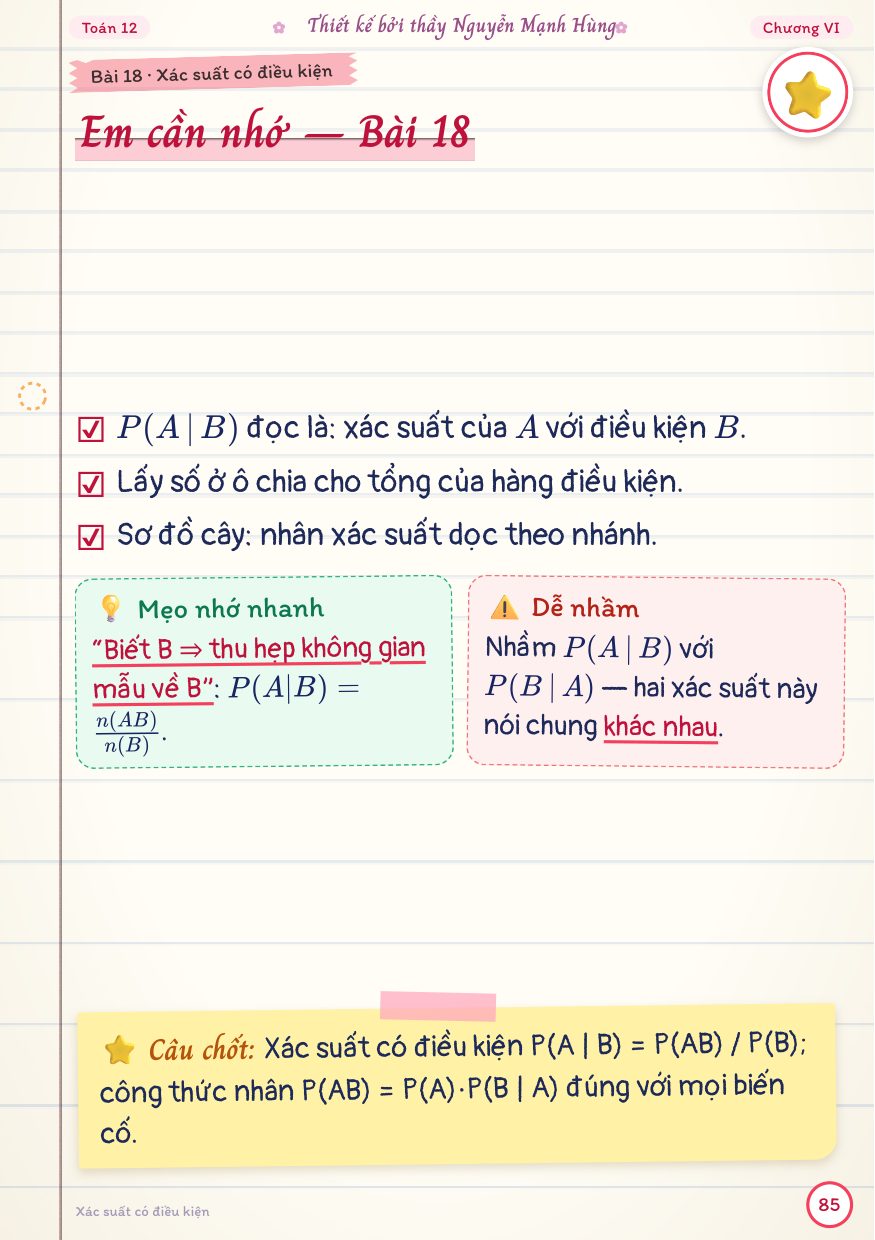 Toán 12
Thiết kế bởi thầy Nguyễn Mạnh Hùng
Chương VI
Bài 18 · Xác suất có điều kiện
Em cần nhớ — Bài 18
P(A | B) đọc là: xác suất của A với điều kiện B.
Lấy số ở ô chia cho tổng của hàng điều kiện.
Sơ đồ cây: nhân xác suất dọc theo nhánh.
Mẹo nhớ nhanh
“Biết B ⇒ thu hẹp không gian
mẫu về B”: P(A|B) =
n(AB)/n(B).
Dễ nhầm
Nhầm P(A | B) với
P(B | A) — hai xác suất này
nói chung khác nhau.
Câu chốt: Xác suất có điều kiện P(A | B) = P(AB) / P(B);
công thức nhân P(AB) = P(A)·P(B | A) đúng với mọi biến
cố.
Xác suất có điều kiện
85